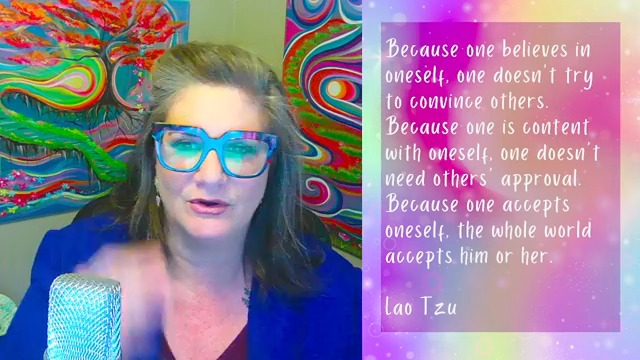 Because one believes in
oneself, one doesn't try
to convince others.
Because one is content
with oneself, one doesn't
need others' approval.
Because one accepts
oneself, the whole world
accepts him or her.
Lao Tzu